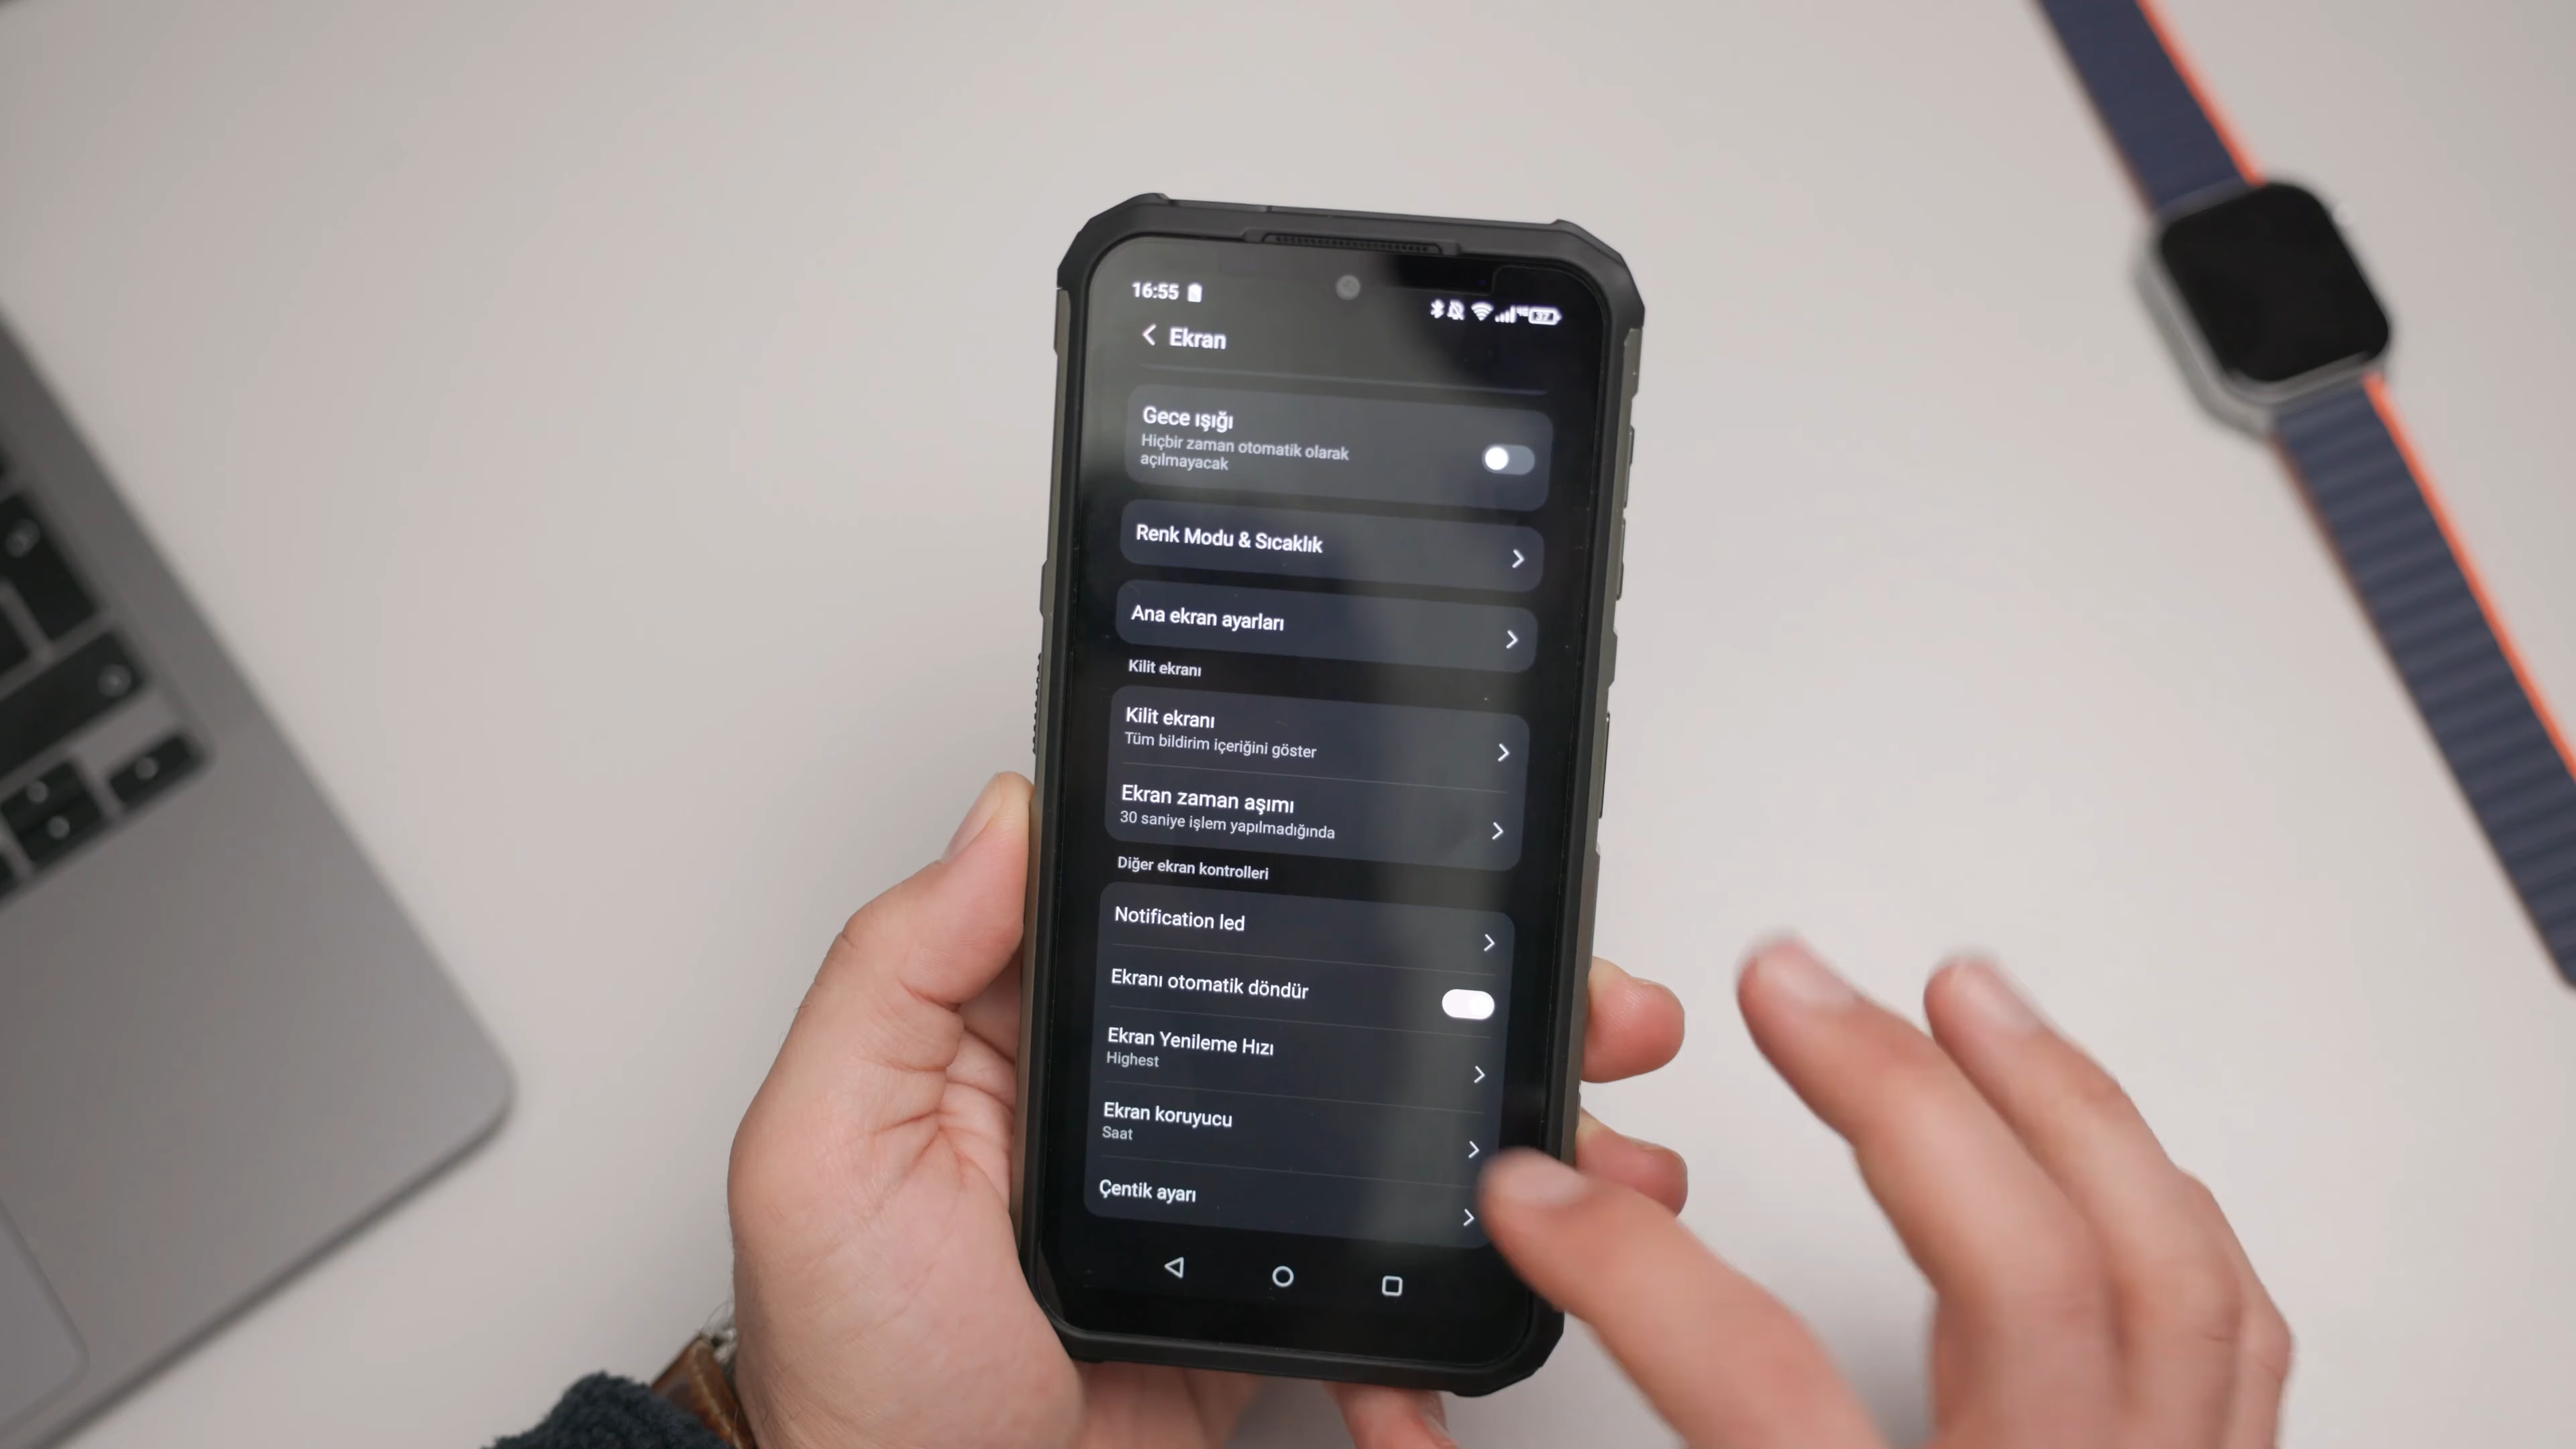 16:55
37
Ekran
Gece ışığı
Hiçbir zaman otomatik olarak
açılmayacak
Renk Modu & Sıcaklık
Ana ekran ayarları
Kilit ekranı
Kilit ekranı
Tüm bildirim içeriğini göster
Ekran zaman aşımı
30 saniye işlem yapılmadığında
Diğer ekran kontrolleri
Notification led
Ekranı otomatik döndür
Ekran Yenileme Hızı
Highest
Ekran koruyucu
Saat
Çentik ayarı